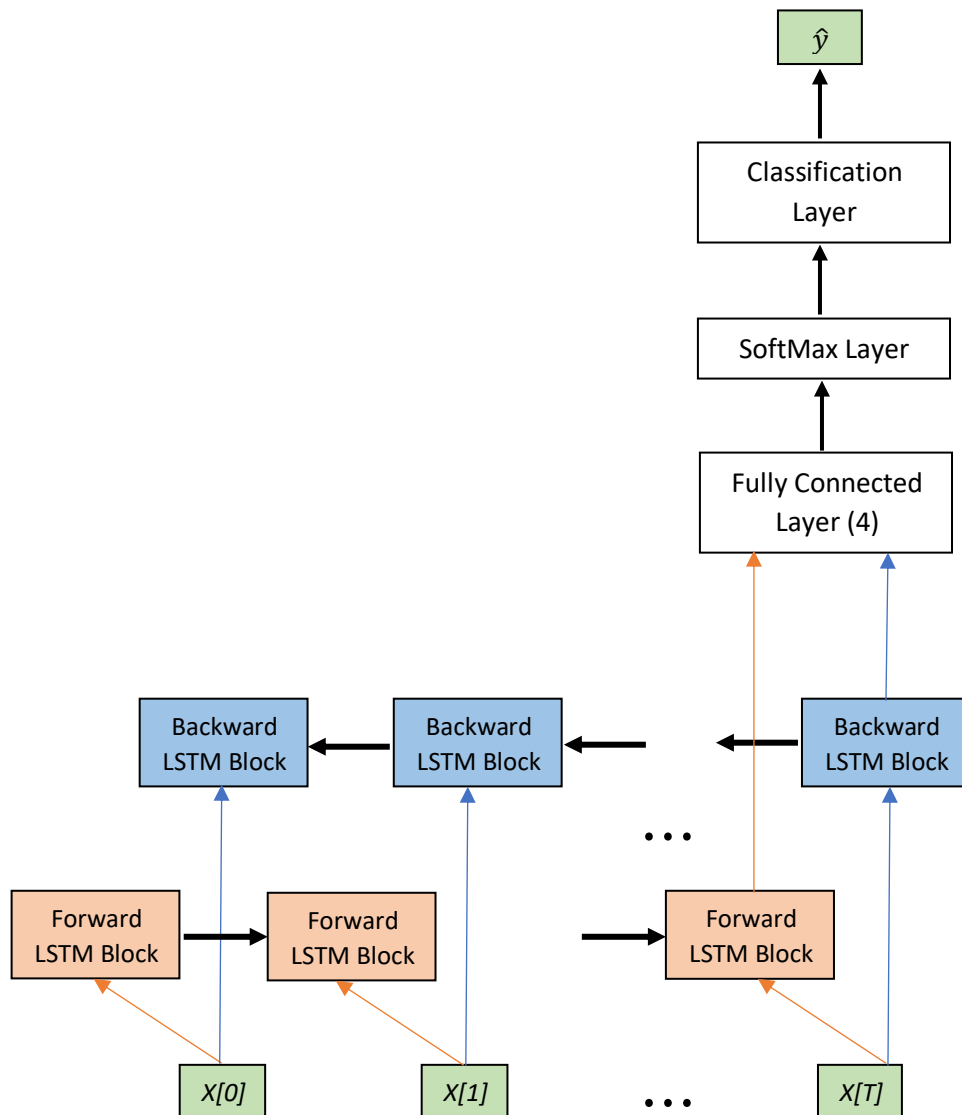 ŷ
Classification
Layer
SoftMax Layer
Fully Connected
Layer (4)
Backward
LSTM Block
Backward
LSTM Block
Backward
LSTM Block
...
Forward
LSTM Block
Forward
LSTM Block
Forward
LSTM Block
X[0]
X[1]
...
X[T]